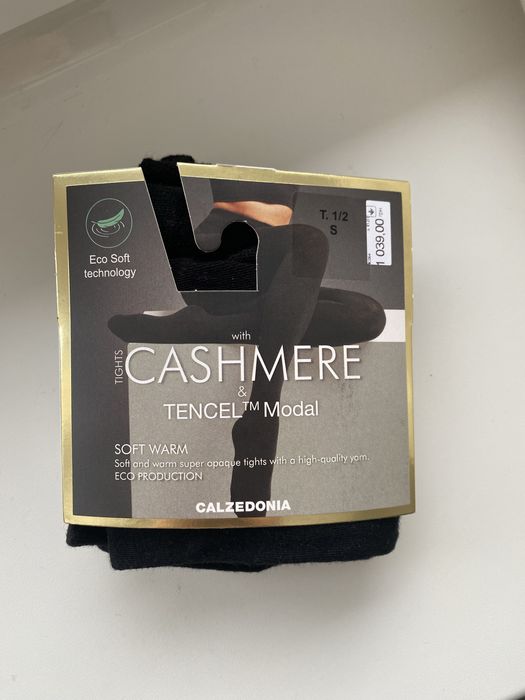 Eco Soft
technology
T. 1/2
S
1 039,00
with
TIGHTS
CASHMERE
&
TENCEL™ Modal
SOFT WARM
Soft and warm super opaque tights with a high-quality yarn.
ECO PRODUCTION
CALZEDONIA